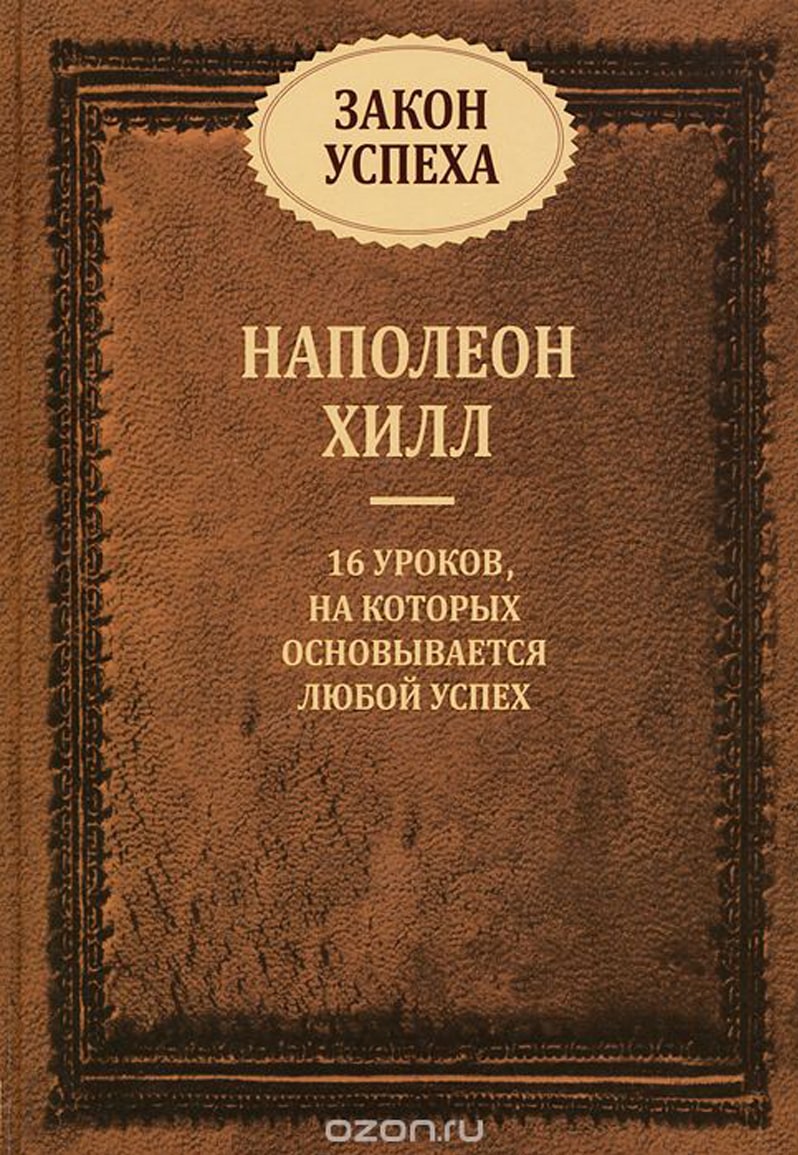 ЗАКОН
УСПЕХА
НАПОЛЕОН
ХИЛЛ
16 УРОКОВ,
НА КОТОРЫХ
ОСНОВЫВАЕТСЯ
ЛЮБОЙ УСПЕХ
ozon.ru